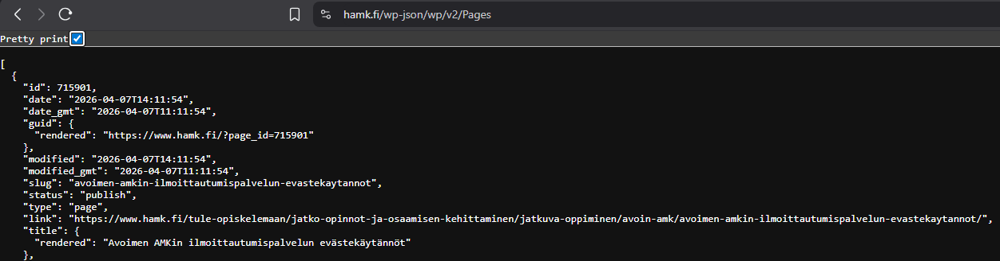 hamk.fi/wp-json/wp/v2/Pages
Pretty print
[
  {
    "id": 715901,
    "date": "2026-04-07T14:11:54",
    "date_gmt": "2026-04-07T11:11:54",
    "guid": {
      "rendered": "https://www.hamk.fi/?page_id=715901"
    },
    "modified": "2026-04-07T14:11:54",
    "modified_gmt": "2026-04-07T11:11:54",
    "slug": "avoimen-amkin-ilmoittautumispalvelun-evastekaytannot",
    "status": "publish",
    "type": "page",
    "link": "https://www.hamk.fi/tule-opiskelemaan/jatko-opinnot-ja-osaamisen-kehittaminen/jatkuva-oppiminen/avoin-amk/avoimen-amkin-ilmoittautumispalvelun-evastekaytannot/",
    "title": {
      "rendered": "Avoimen AMKin ilmoittautumispalvelun evästekäytännöt"
    },